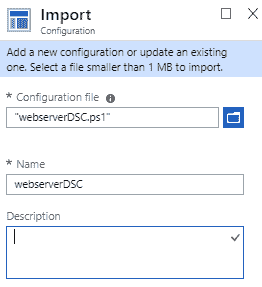 Import
Configuration
Add a new configuration or update an existing
one. Select a file smaller than 1 MB to import.
* Configuration file
"webserverDSC.ps1"
* Name
webserverDSC
Description